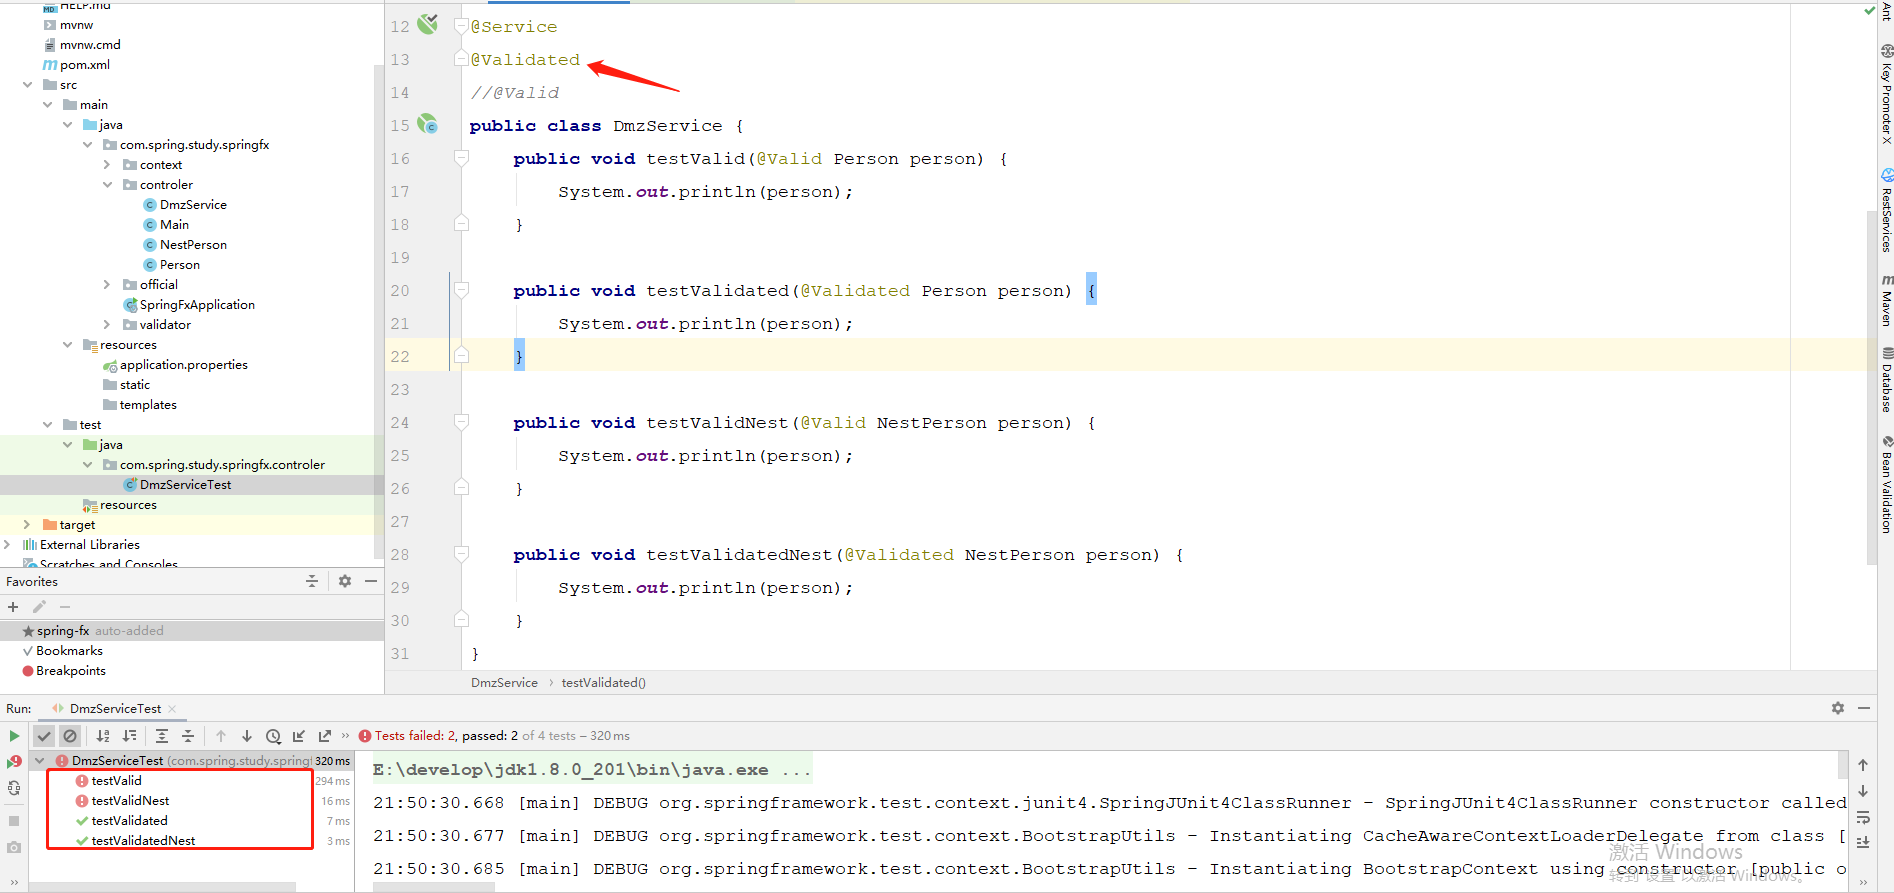 HELP.md
mvnw
mvnw.cmd
pom.xml
src
main
java
com.spring.study.springfx
context
controler
DmzService
Main
NestPerson
Person
official
SpringFxApplication
validator
resources
application.properties
static
templates
test
java
com.spring.study.springfx.controler
DmzServiceTest
resources
target
External Libraries
Scratches and Consoles
Favorites
spring-fx auto-added
Bookmarks
Breakpoints
12 @Service
13 @Validated
14 //@Valid
15 public class DmzService {
16 public void testValid(@Valid Person person) {
17 System.out.println(person);
18 }
19
20 public void testValidated(@Validated Person person) {
21 System.out.println(person);
22 }
23
24 public void testValidNest(@Valid NestPerson person) {
25 System.out.println(person);
26 }
27
28 public void testValidatedNest(@Validated NestPerson person) {
29 System.out.println(person);
30 }
31 }
DmzService › testValidated()
Ant
Key Promoter X
RestServices
Maven
Database
Bean Validation
Run: DmzServiceTest
Tests failed: 2, passed: 2 of 4 tests – 320 ms
DmzServiceTest (com.spring.study.spring 320 ms
testValid 294 ms
testValidNest 16 ms
testValidated 7 ms
testValidatedNest 3 ms
E:\develop\jdk1.8.0_201\bin\java.exe ...
21:50:30.668 [main] DEBUG org.springframework.test.context.junit4.SpringJUnit4ClassRunner - SpringJUnit4ClassRunner constructor called
21:50:30.677 [main] DEBUG org.springframework.test.context.BootstrapUtils - Instantiating CacheAwareContextLoaderDelegate from class [
21:50:30.685 [main] DEBUG org.springframework.test.context.BootstrapUtils - Instantiating BootstrapContext using constructor [public o
激活 Windows
转到"设置"以激活 Windows。